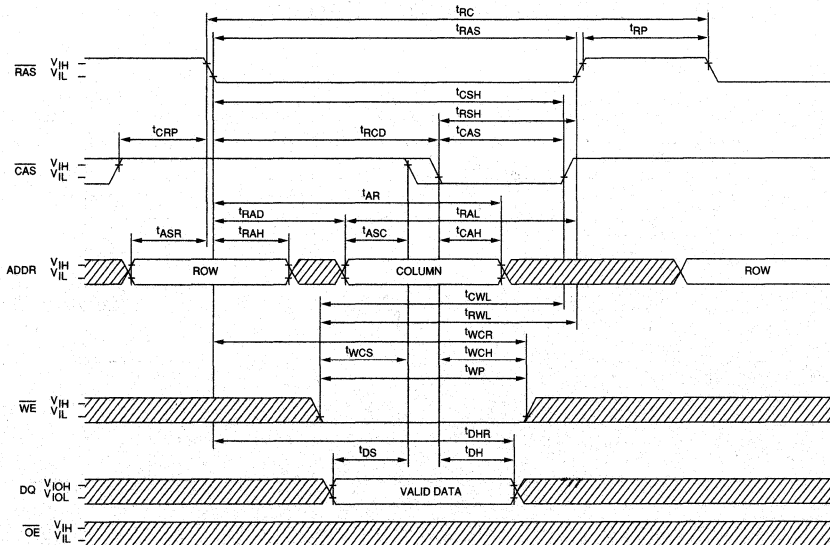 tRC
tRAS
tRP
RAS VIH
VIL
tCSH
tRSH
tCRP tRCD tCAS
CAS VIH
VIL
tAR
tRAD tRAL
tASR tRAH tASC tCAH
ADDR VIH
VIL
ROW COLUMN ROW
tCWL
tRWL
tWCR
tWCS tWCH
tWP
WE VIH
VIL
tDHR
tDS tDH
DQ VIOH
VIOL
VALID DATA
OE VIH
VIL